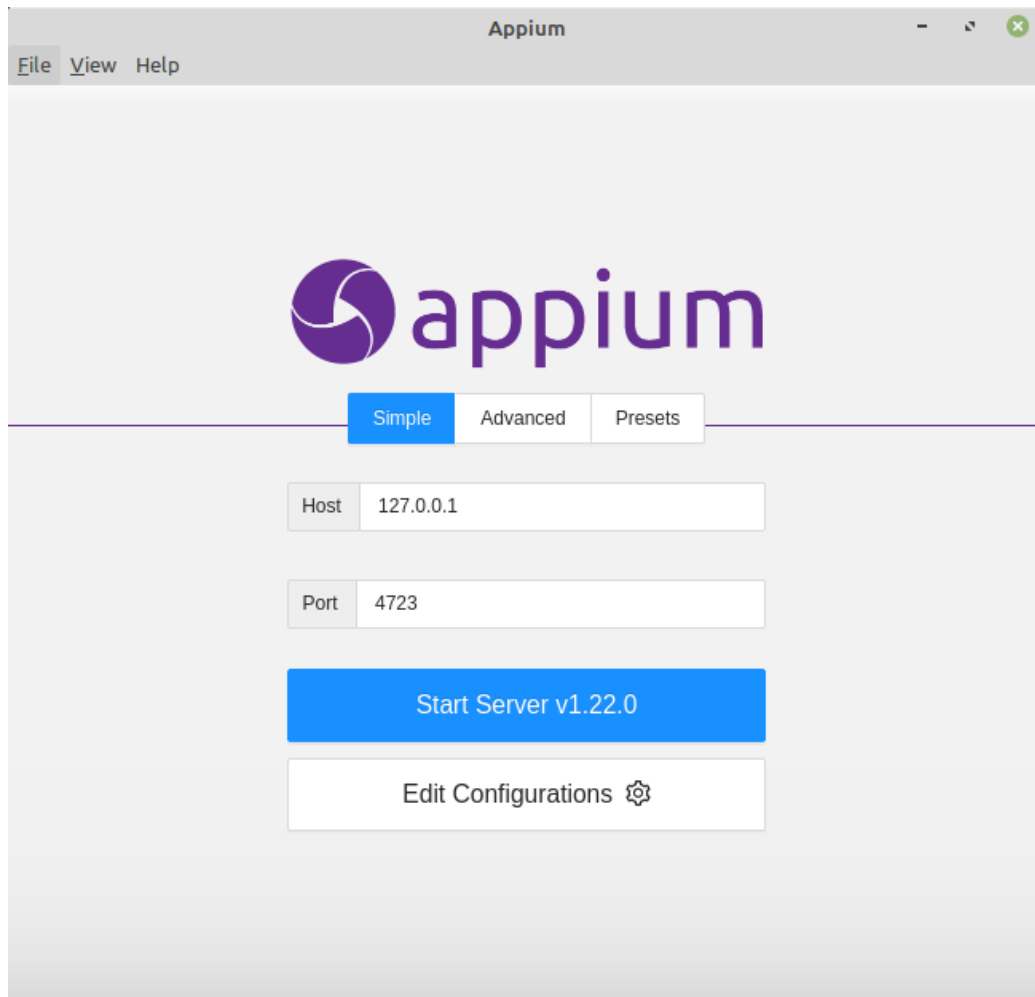 Appium
File View Help
appium
Simple Advanced Presets
Host 127.0.0.1
Port 4723
Start Server v1.22.0
Edit Configurations